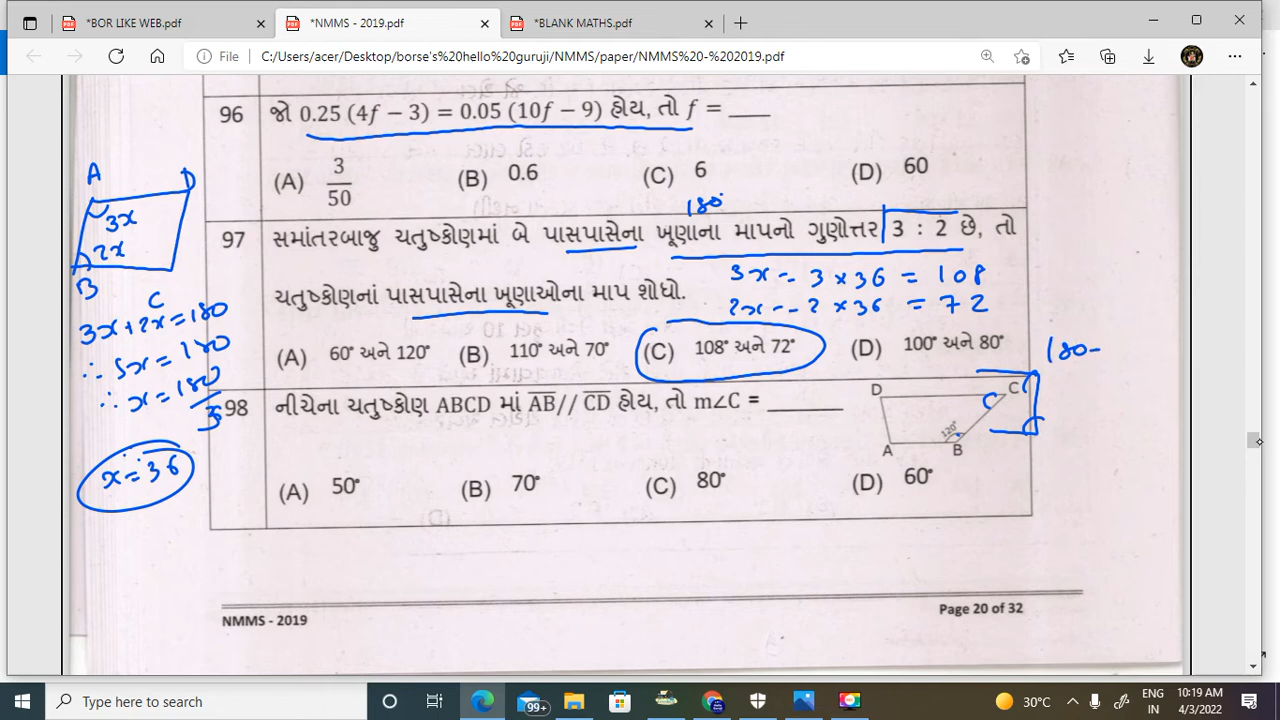 *BOR LIKE WEB.pdf
*NMMS - 2019.pdf
*BLANK MATHS.pdf
File
C:/Users/acer/Desktop/borse's%20hello%20guruji/NMMS/paper/NMMS%20-%202019.pdf
96 જો 0.25 (4f – 3) = 0.05 (10f – 9) હોય, તો f = ___
(A) 3/50 (B) 0.6 (C) 6 (D) 60
180°
97 સમાંતરબાજુ ચતુષ્કોણમાં બે પાસપાસેના ખૂણાના માપનો ગુણોત્તર 3 : 2 છે, તો
3x - 3 × 36 = 108
ચતુષ્કોણનાં પાસપાસેના ખૂણાઓના માપ શોધો.
2x - - 2 × 36 = 72
(A) 60° અને 120° (B) 110° અને 70° (C) 108° અને 72° (D) 100° અને 80°
180-
98 નીચેના ચતુષ્કોણ ABCD માં AB// CD હોય, તો m∠C = ______
D C
120°
A B
(A) 50° (B) 70° (C) 80° (D) 60°
A D
3x
2x
B C
3x + 2x = 180
∴ 5x = 180
∴ x = 180/5
x = 36
NMMS - 2019 Page 20 of 32
Type here to search
99+
30°C
ENG
IN
10:19 AM
4/3/2022